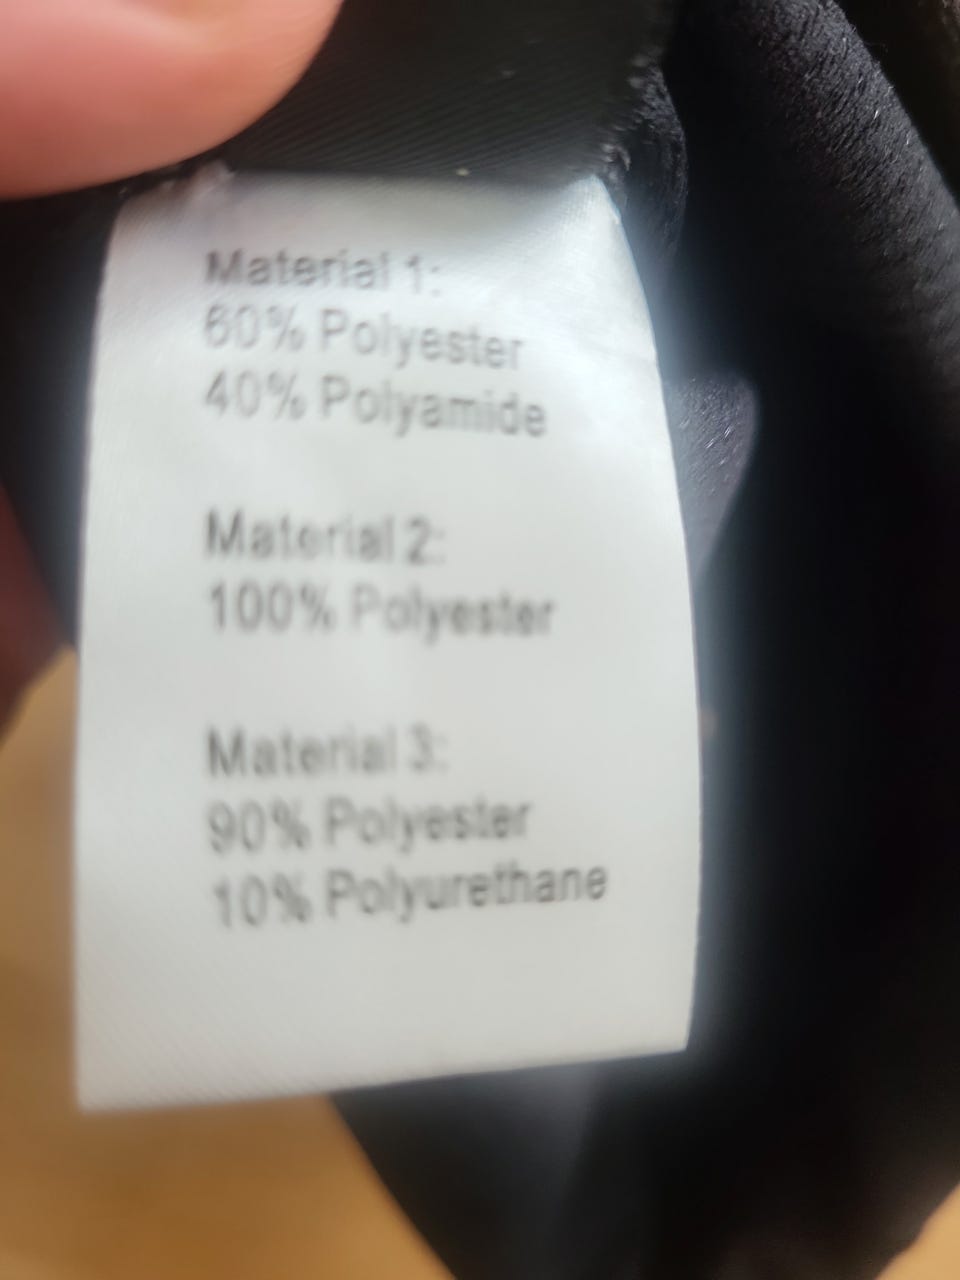 Material 1:
60% Polyester
40% Polyamide
Material 2:
100% Polyester
Material 3:
90% Polyester
10% Polyurethane